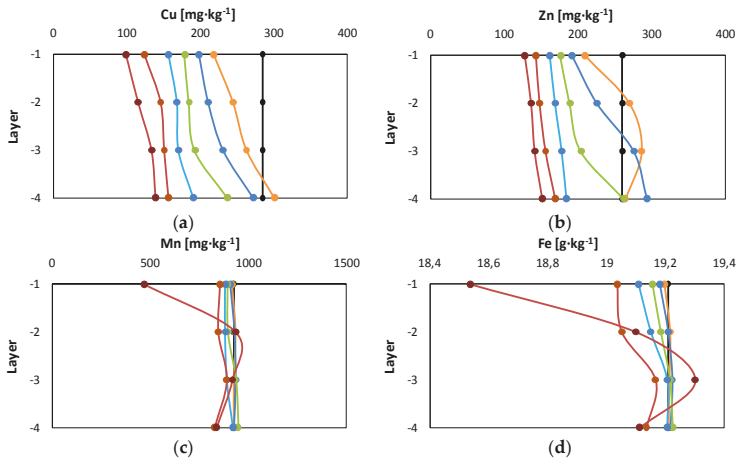 Cu [mg·kg⁻¹]
0 100 200 300 400
-1
-2
-3
-4
Layer
(a)
Zn [mg·kg⁻¹]
0 100 200 300 400
-1
-2
-3
-4
Layer
(b)
Mn [mg·kg⁻¹]
0 500 1000 1500
-1
-2
-3
-4
Layer
(c)
Fe [g·kg⁻¹]
18,4 18,6 18,8 19 19,2 19,4
-1
-2
-3
-4
Layer
(d)